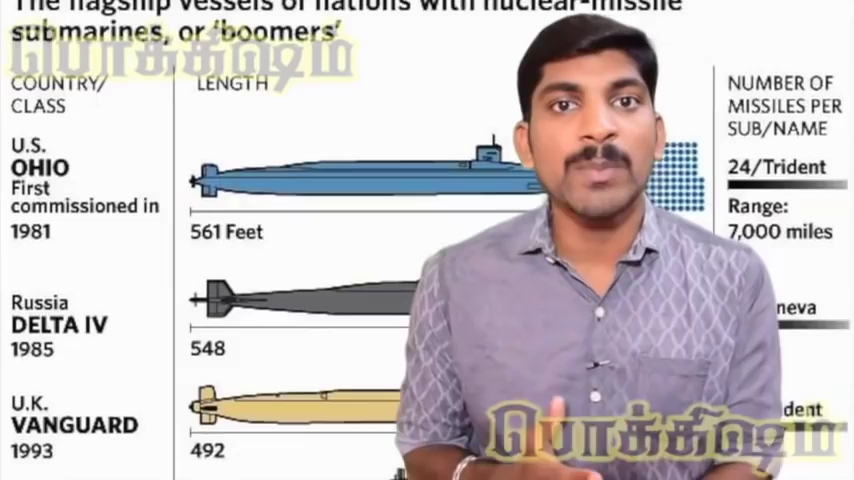 The flagship vessels of nations with nuclear-missile
submarines, or 'boomers'
பொக்கிஷம்
COUNTRY/
CLASS
LENGTH
NUMBER OF
MISSILES PER
SUB/NAME
U.S.
OHIO
First
commissioned in
1981
561 Feet
24/Trident
Range:
7,000 miles
Russia
DELTA IV
1985
548
neva
U.K.
VANGUARD
1993
492
dent
பொக்கிஷம்